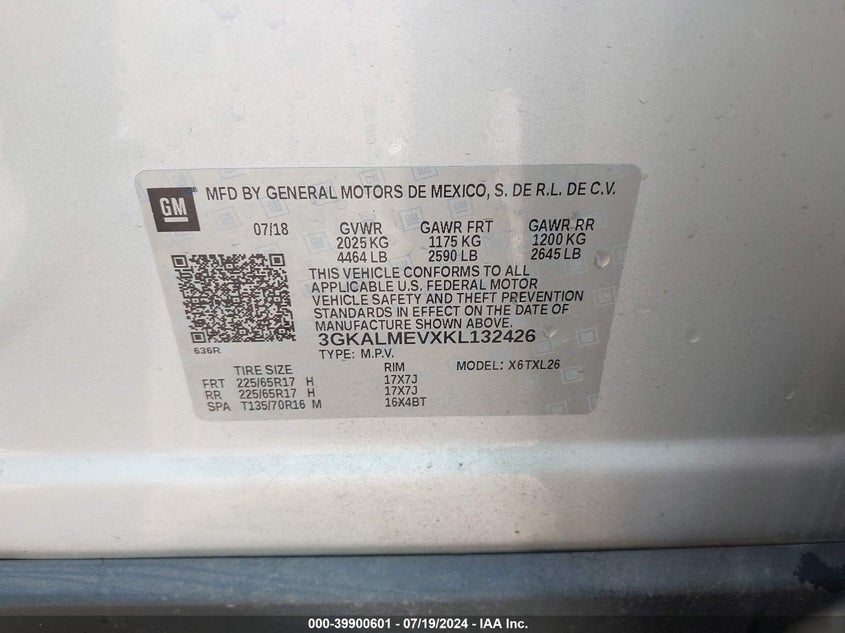 GM
MFD BY GENERAL MOTORS DE MEXICO, S. DE R.L. DE C.V.
07/18 GVWR GAWR FRT GAWR RR
2025 KG 1175 KG 1200 KG
4464 LB 2590 LB 2645 LB
THIS VEHICLE CONFORMS TO ALL
APPLICABLE U.S. FEDERAL MOTOR
VEHICLE SAFETY AND THEFT PREVENTION
STANDARDS IN EFFECT ON THE DATE OF
MANUFACTURE SHOWN ABOVE.
636R
3GKALMEVXKL132426
TYPE: M.P.V. MODEL: X6TXL26
TIRE SIZE RIM
FRT 225/65R17 H 17X7J
RR 225/65R17 H 17X7J
SPA T135/70R16 M 16X4BT
000-39900601 - 07/19/2024 - IAA Inc.